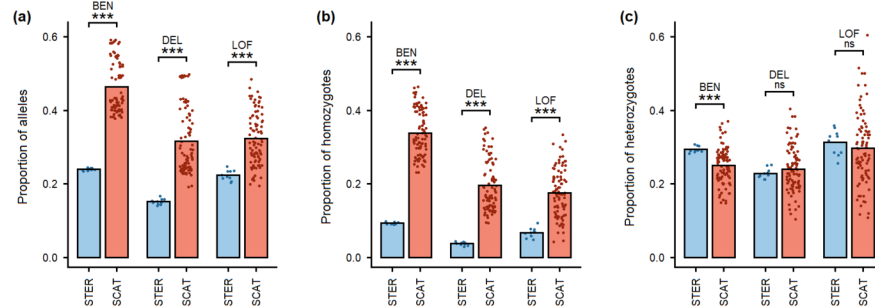 (a)
Proportion of alleles
0.6
0.4
0.2
0.0
BEN
***
DEL
***
LOF
***
STER
SCAT
STER
SCAT
STER
SCAT
(b)
Proportion of homozygotes
0.6
0.4
0.2
0.0
BEN
***
DEL
***
LOF
***
STER
SCAT
STER
SCAT
STER
SCAT
(c)
Proportion of heterozygotes
0.6
0.4
0.2
0.0
BEN
***
DEL
ns
LOF
ns
STER
SCAT
STER
SCAT
STER
SCAT